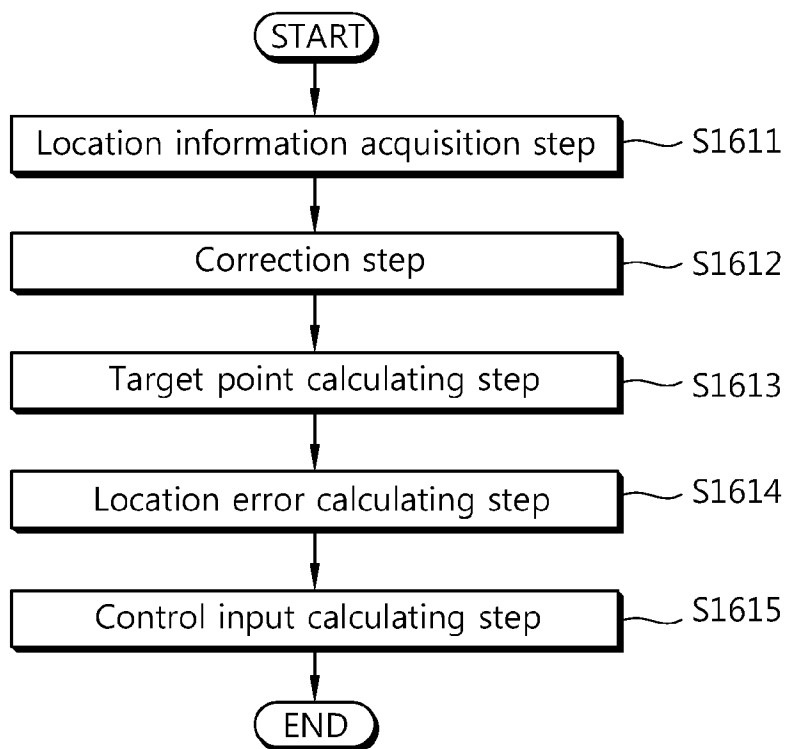 START
Location information acquisition step
S1611
Correction step
S1612
Target point calculating step
S1613
Location error calculating step
S1614
Control input calculating step
S1615
END